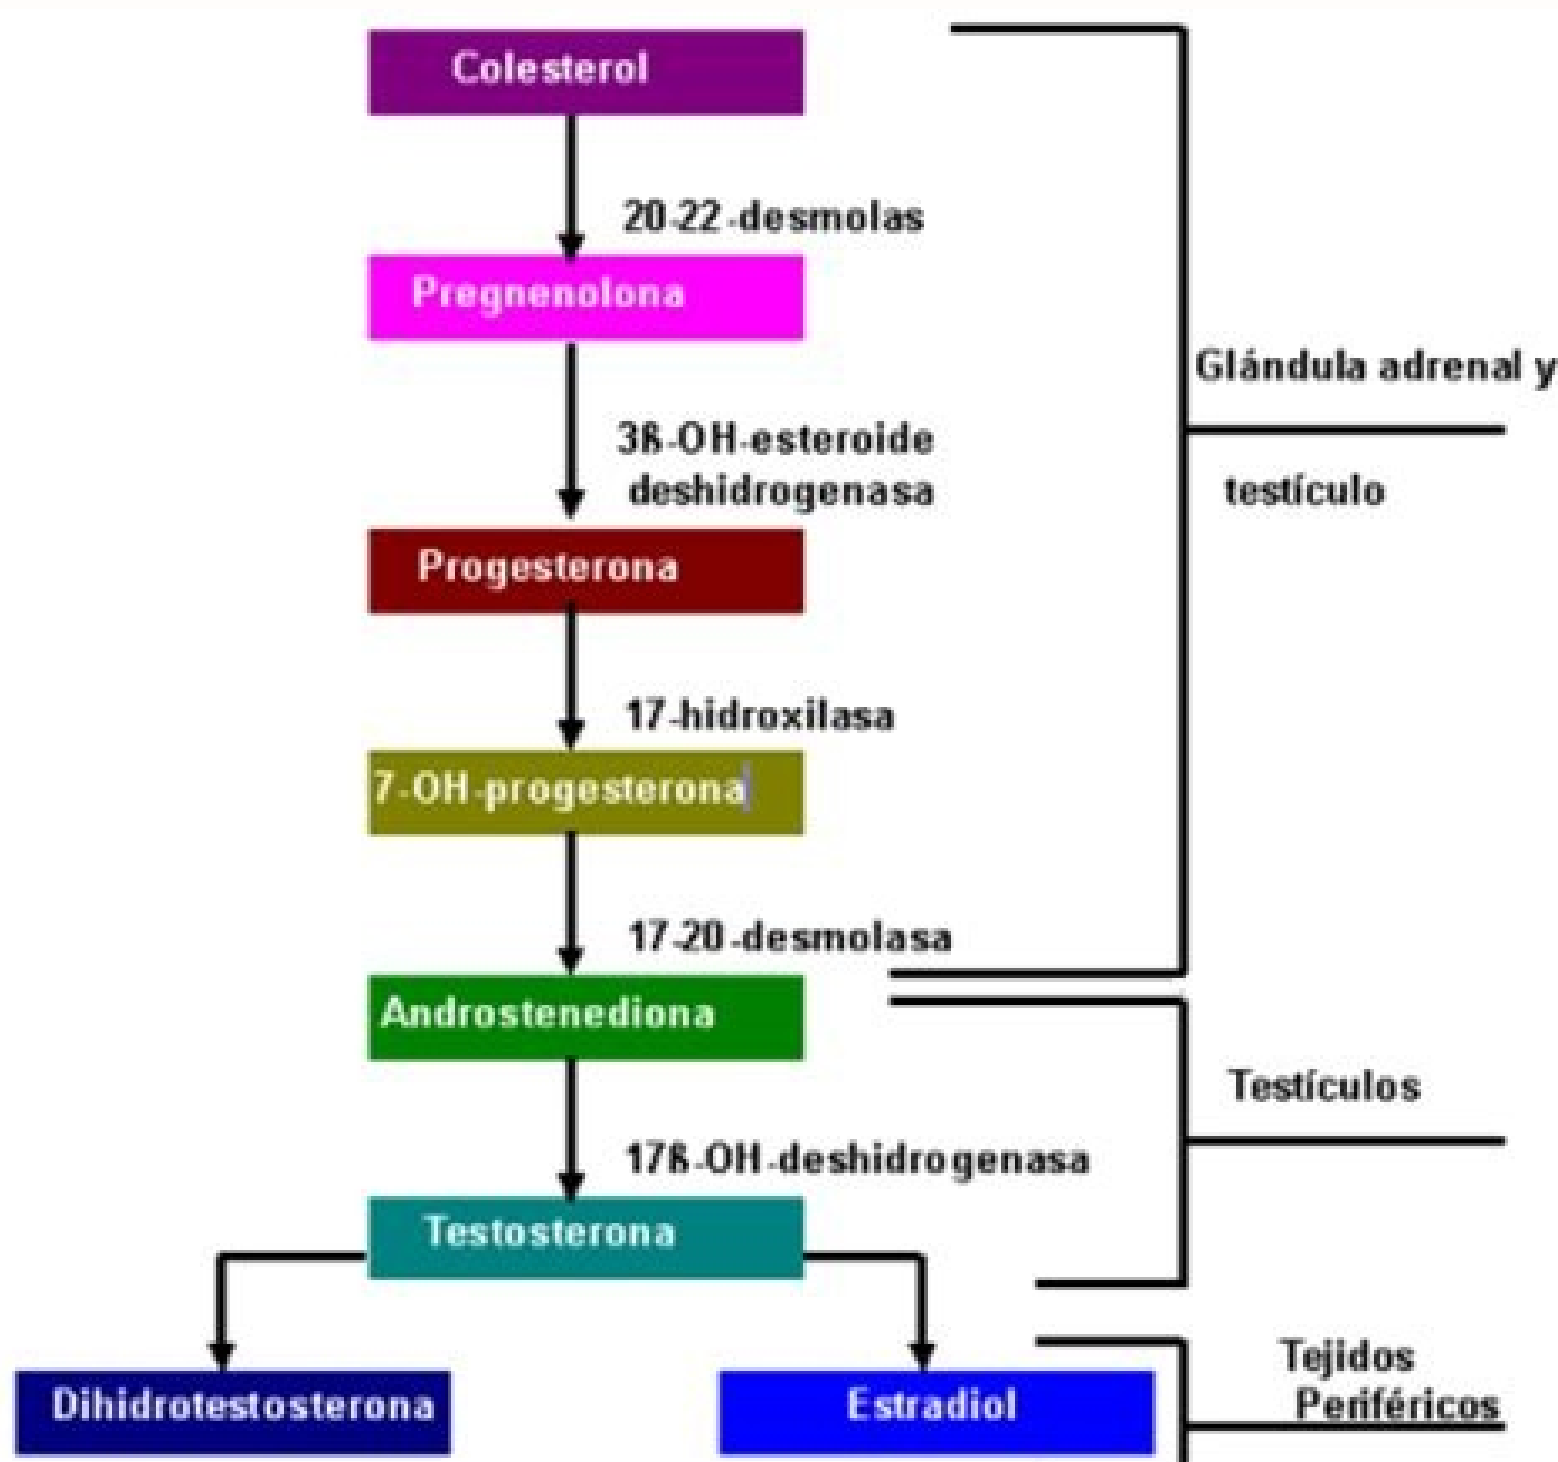 Colesterol
20-22-desmolas
Pregnenolona
Glándula adrenal y
3ß-OH-esteroide
deshidrogenasa
testículo
Progesterona
17-hidroxilasa
7-OH-progesterona
17-20-desmolasa
Androstenediona
Testículos
17ß-OH-deshidrogenasa
Testosterona
Tejidos
Periféricos
Dihidrotestosterona
Estradiol